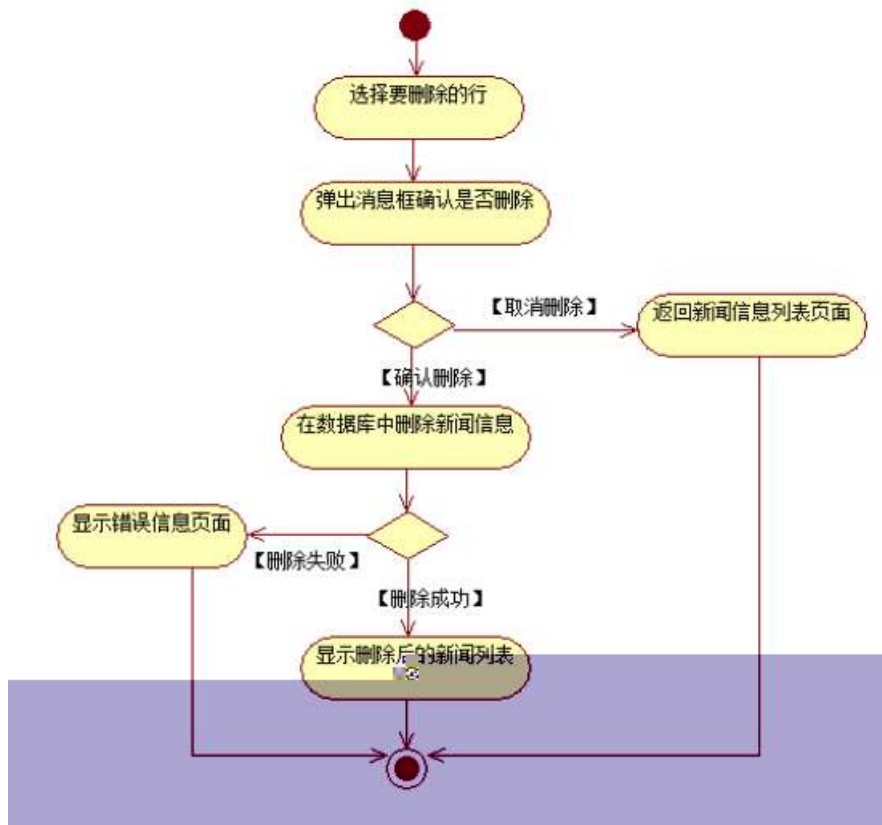 选择要删除的行
弹出消息框确认是否删除
【取消删除】
返回新闻信息列表页面
【确认删除】
在数据库中删除新闻信息
显示错误信息页面
【删除失败】
【删除成功】
显示删除后的新闻列表